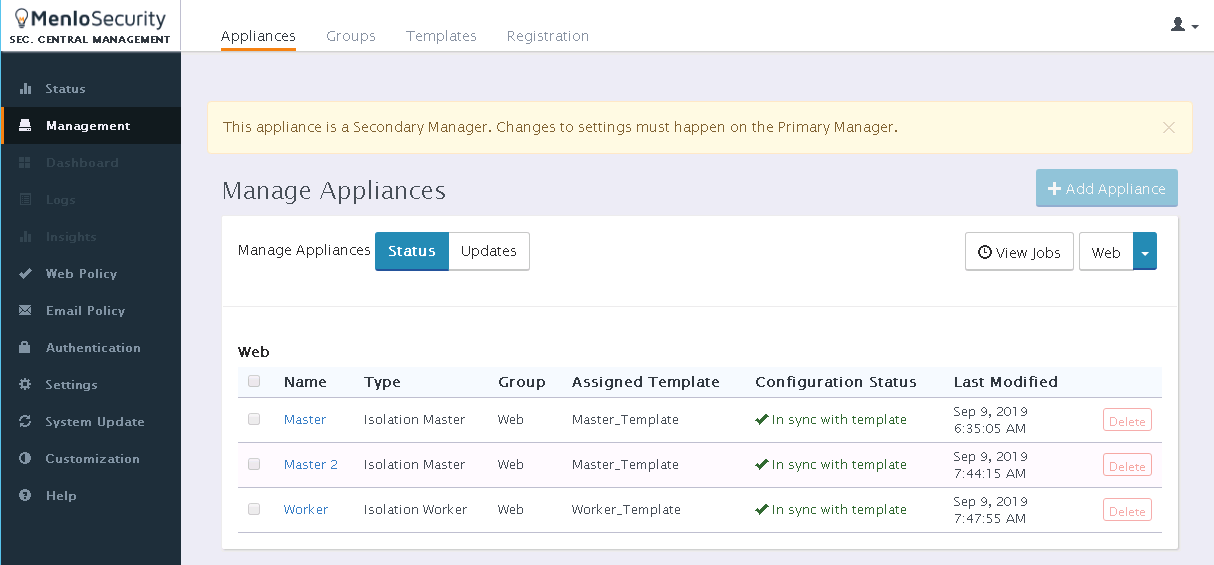 MenloSecurity
SEC. CENTRAL MANAGEMENT
Appliances Groups Templates Registration
Status
Management
Dashboard
Logs
Insights
Web Policy
Email Policy
Authentication
Settings
System Update
Customization
Help
This appliance is a Secondary Manager. Changes to settings must happen on the Primary Manager.
Manage Appliances
Add Appliance
Manage Appliances Status Updates View Jobs Web
Web
Name Type Group Assigned Template Configuration Status Last Modified
Master Isolation Master Web Master_Template In sync with template Sep 9, 2019
6:35:05 AM Delete
Master 2 Isolation Master Web Master_Template In sync with template Sep 9, 2019
7:44:15 AM Delete
Worker Isolation Worker Web Worker_Template In sync with template Sep 9, 2019
7:47:55 AM Delete